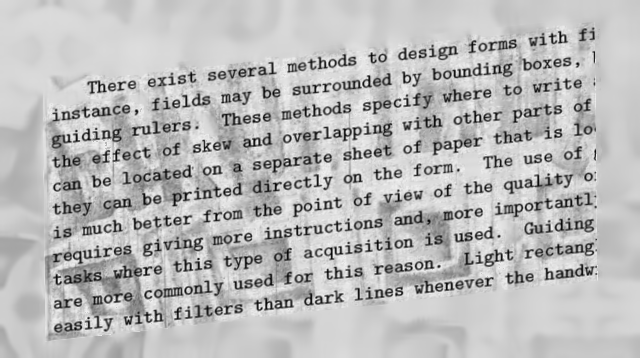 There exist several methods to design forms with
instance, fields may be surrounded by bounding boxes,
guiding rulers. These methods specify where to write
the effect of skew and overlapping with other parts of
can be located on a separate sheet of paper that is
they can be printed directly on the form. The use of
is much better from the point of view of the quality
requires giving more instructions and, more importantly
tasks where this type of acquisition is used. Guiding
are more commonly used for this reason. Light
easily with filters than dark lines whenever the